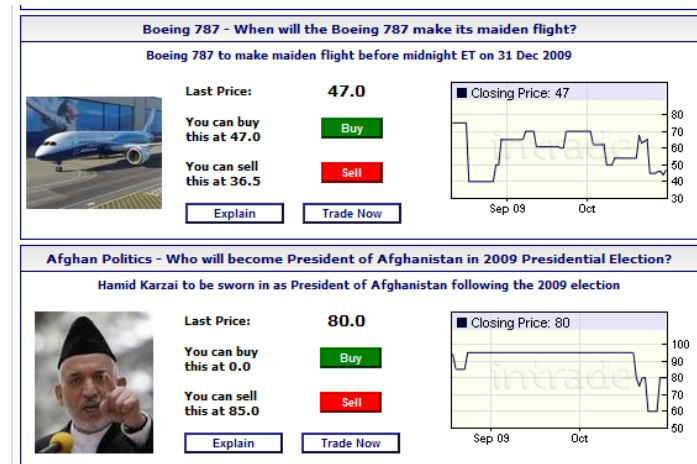 Boeing 787 - When will the Boeing 787 make its maiden flight?
Boeing 787 to make maiden flight before midnight ET on 31 Dec 2009
Last Price: 47.0
You can buy
this at 47.0
Buy
You can sell
this at 36.5
Sell
Explain Trade Now
Closing Price: 47
intrade
80
70
60
50
40
30
Sep 09 Oct
Afghan Politics - Who will become President of Afghanistan in 2009 Presidential Election?
Hamid Karzai to be sworn in as President of Afghanistan following the 2009 election
Last Price: 80.0
You can buy
this at 0.0
Buy
You can sell
this at 85.0
Sell
Explain Trade Now
Closing Price: 80
intrade
100
90
80
70
60
50
Sep 09 Oct